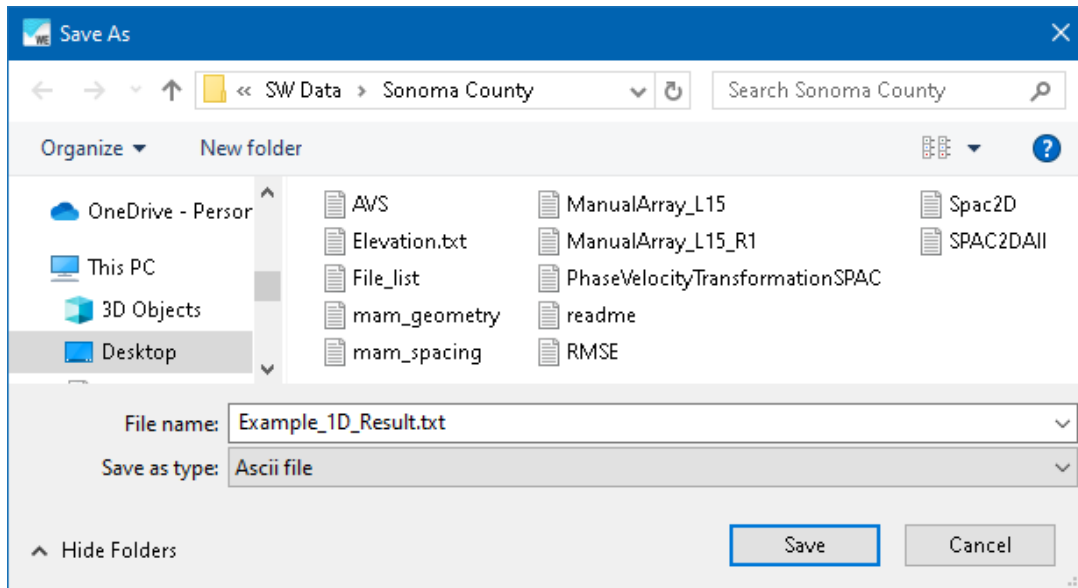 WE Save As
« SW Data > Sonoma County
Search Sonoma County
Organize
New folder
?
OneDrive - Person
This PC
3D Objects
Desktop
AVS
Elevation.txt
File_list
mam_geometry
mam_spacing
ManualArray_L15
ManualArray_L15_R1
PhaseVelocityTransformationSPAC
readme
RMSE
Spac2D
SPAC2DAll
File name: Example_1D_Result.txt
Save as type: Ascii file
Hide Folders
Save
Cancel